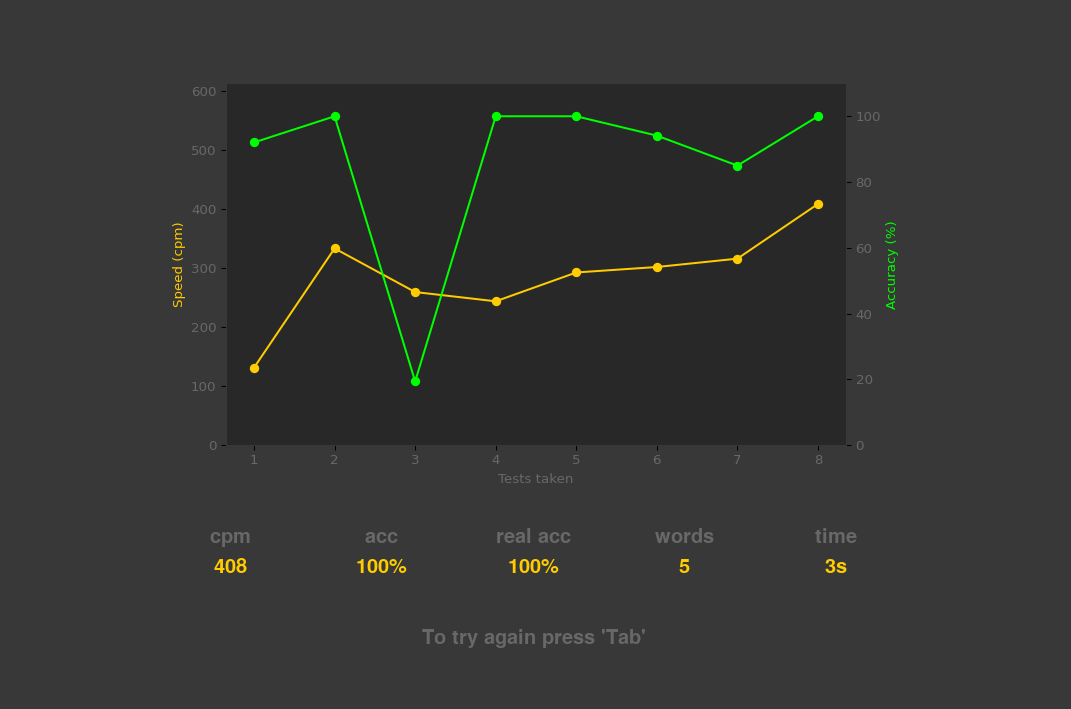 600
500
400
300
200
100
0
Speed (cpm)
100
80
60
40
20
0
Accuracy (%)
1 2 3 4 5 6 7 8
Tests taken
cpm acc real acc words time
408 100% 100% 5 3s
To try again press 'Tab'